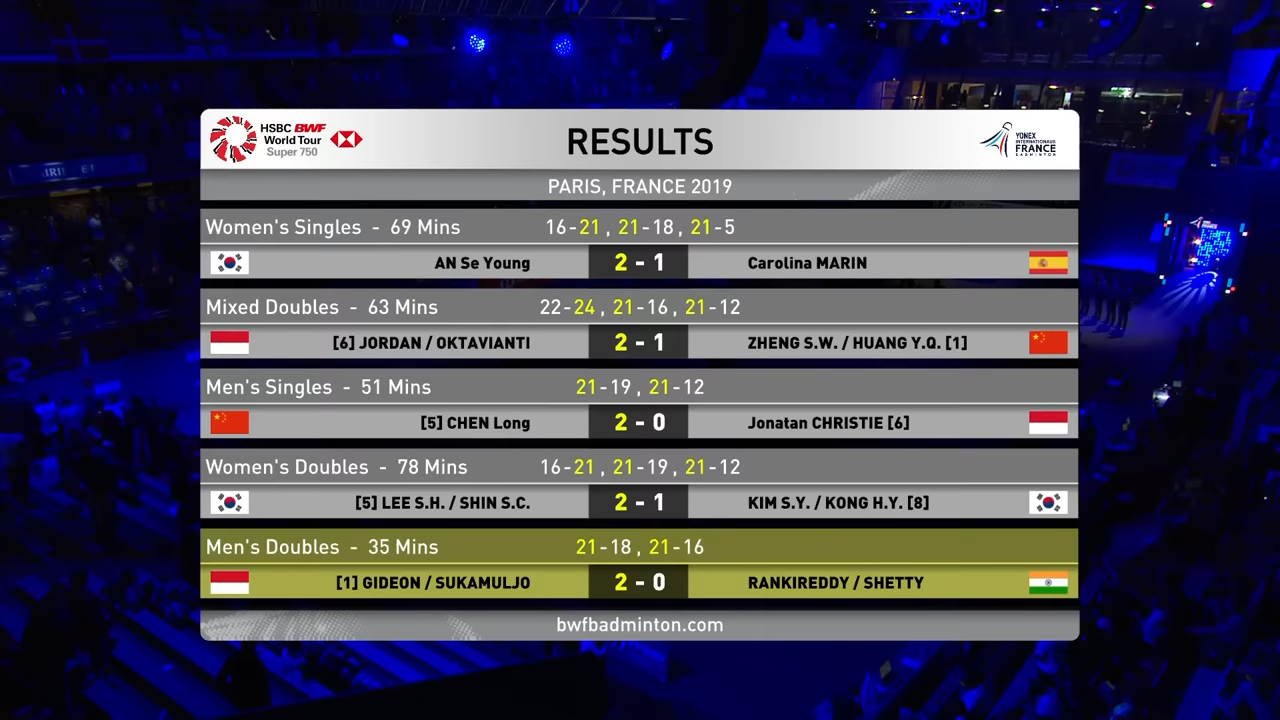 HSBC BWF
World Tour
Super 750
RESULTS
YONEX
INTERNATIONAUX
FRANCE
BADMINTON
PARIS, FRANCE 2019
Women's Singles - 69 Mins 16-21 , 21-18 , 21-5
AN Se Young 2 - 1 Carolina MARIN
Mixed Doubles - 63 Mins 22-24 , 21-16 , 21-12
[6] JORDAN / OKTAVIANTI 2 - 1 ZHENG S.W. / HUANG Y.Q. [1]
Men's Singles - 51 Mins 21-19 , 21-12
[5] CHEN Long 2 - 0 Jonatan CHRISTIE [6]
Women's Doubles - 78 Mins 16-21 , 21-19 , 21-12
[5] LEE S.H. / SHIN S.C. 2 - 1 KIM S.Y. / KONG H.Y. [8]
Men's Doubles - 35 Mins 21-18 , 21-16
[1] GIDEON / SUKAMULJO 2 - 0 RANKIREDDY / SHETTY
bwfbadminton.com